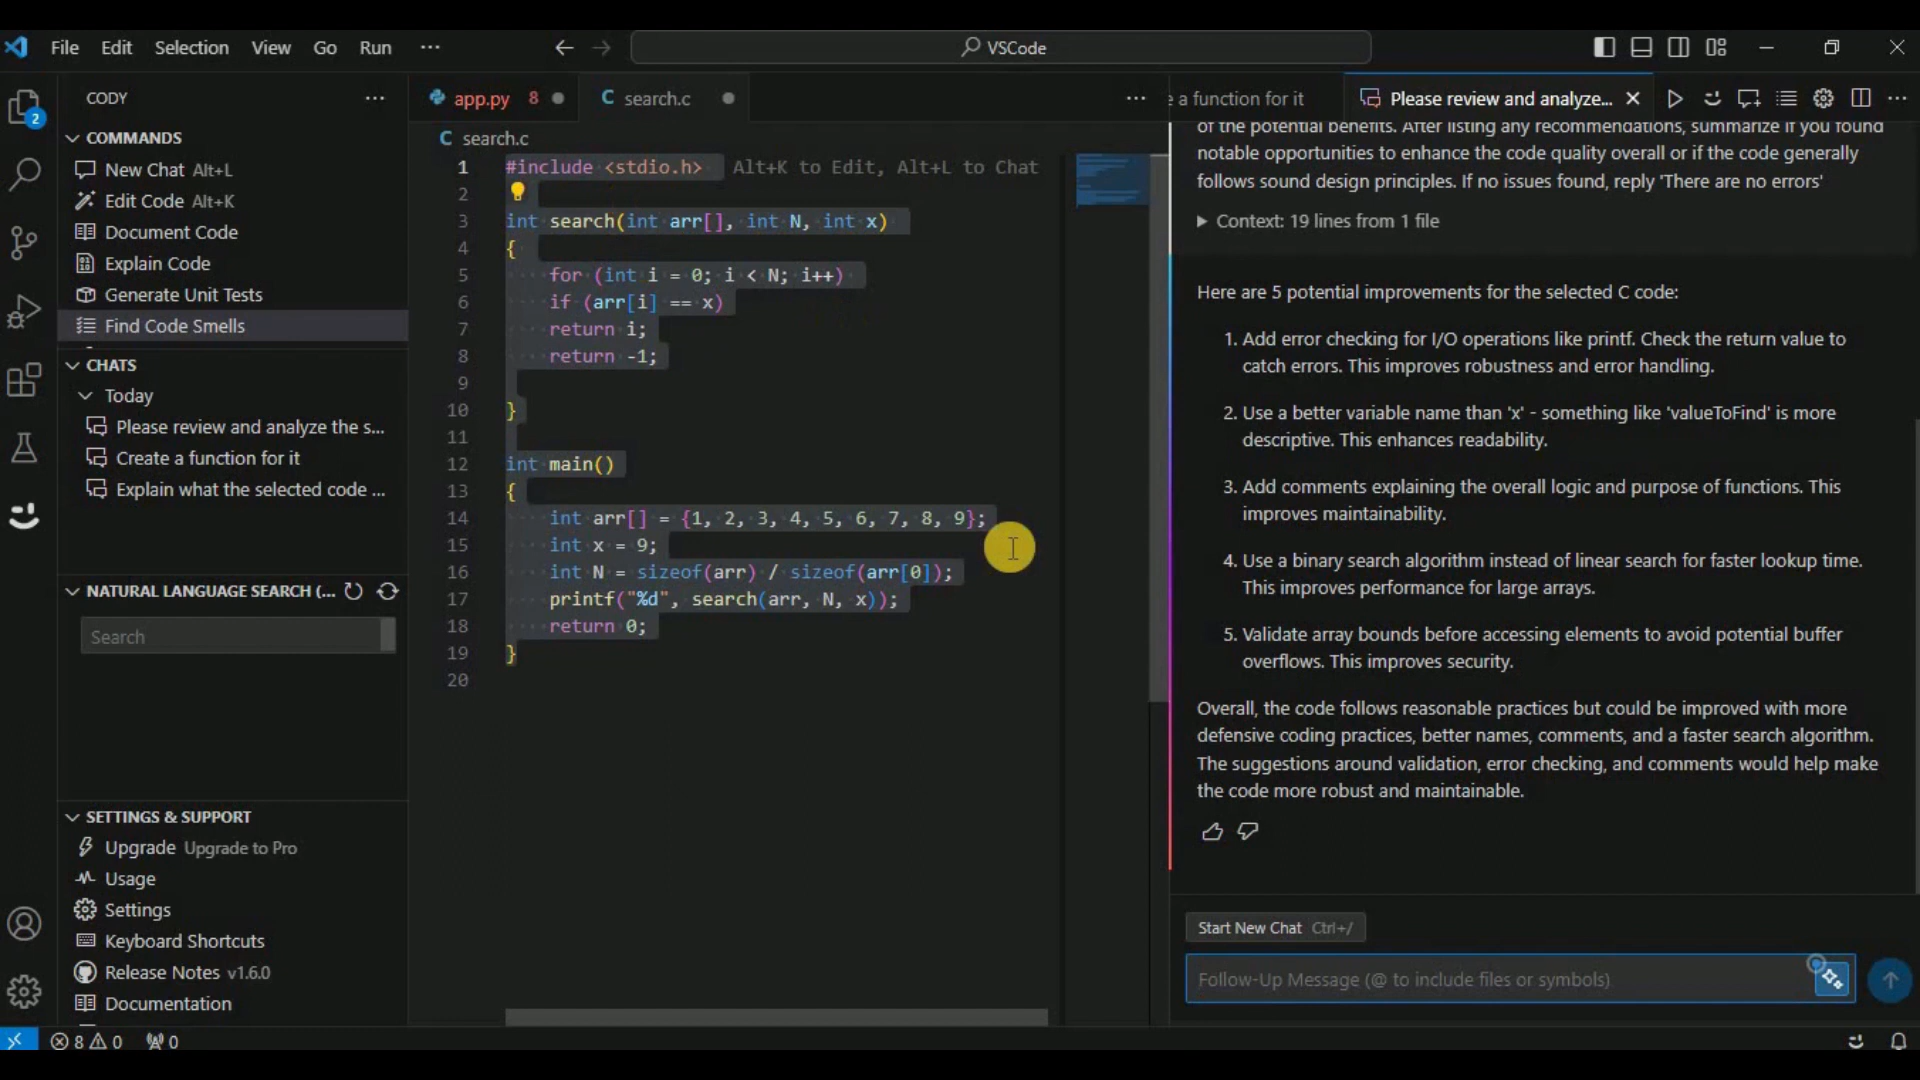 File Edit Selection View Go Run ··· VSCode
CODY ···
COMMANDS
New Chat Alt+L
Edit Code Alt+K
Document Code
Explain Code
Generate Unit Tests
Find Code Smells
CHATS
Today
Please review and analyze the s...
Create a function for it
Explain what the selected code ...
NATURAL LANGUAGE SEARCH (...
Search
SETTINGS & SUPPORT
Upgrade Upgrade to Pro
Usage
Settings
Keyboard Shortcuts
Release Notes v1.6.0
Documentation
2
app.py 8
C search.c
···
C search.c
1 #include <stdio.h> Alt+K to Edit, Alt+L to Chat
2
3 int search(int arr[], int N, int x)
4 {
5 for (int i = 0; i < N; i++)
6 if (arr[i] == x)
7 return i;
8 return -1;
9
10 }
11
12 int main()
13 {
14 int arr[] = {1, 2, 3, 4, 5, 6, 7, 8, 9};
15 int x = 9;
16 int N = sizeof(arr) / sizeof(arr[0]);
17 printf("%d", search(arr, N, x));
18 return 0;
19 }
20
e a function for it
Please review and analyze...
···
of the potential benefits. After listing any recommendations, summarize if you found
notable opportunities to enhance the code quality overall or if the code generally
follows sound design principles. If no issues found, reply 'There are no errors'
Context: 19 lines from 1 file
Here are 5 potential improvements for the selected C code:
1. Add error checking for I/O operations like printf. Check the return value to
catch errors. This improves robustness and error handling.
2. Use a better variable name than 'x' - something like 'valueToFind' is more
descriptive. This enhances readability.
3. Add comments explaining the overall logic and purpose of functions. This
improves maintainability.
4. Use a binary search algorithm instead of linear search for faster lookup time.
This improves performance for large arrays.
5. Validate array bounds before accessing elements to avoid potential buffer
overflows. This improves security.
Overall, the code follows reasonable practices but could be improved with more
defensive coding practices, better names, comments, and a faster search algorithm.
The suggestions around validation, error checking, and comments would help make
the code more robust and maintainable.
Start New Chat Ctrl+/
Follow-Up Message (@ to include files or symbols)
8 0 0